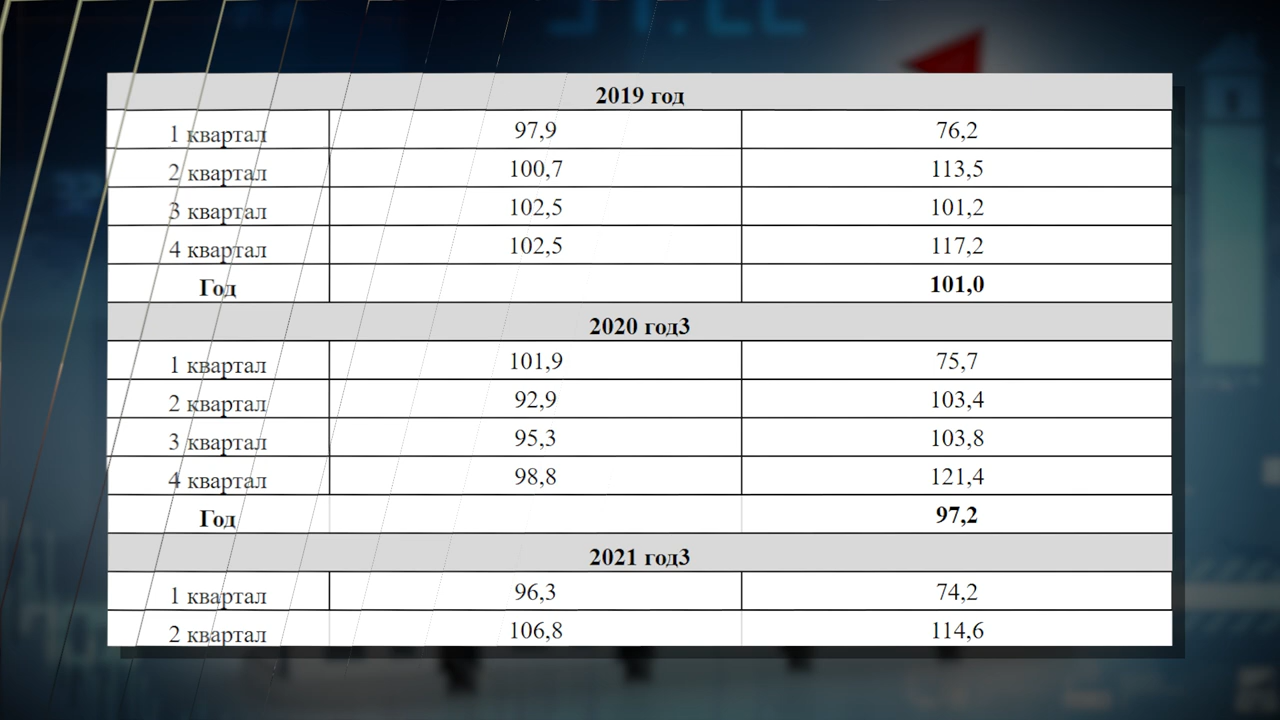 2019 год
1 квартал 97,9 76,2
2 квартал 100,7 113,5
3 квартал 102,5 101,2
4 квартал 102,5 117,2
Год 101,0
2020 год3
1 квартал 101,9 75,7
2 квартал 92,9 103,4
3 квартал 95,3 103,8
4 квартал 98,8 121,4
Год 97,2
2021 год3
1 квартал 96,3 74,2
2 квартал 106,8 114,6